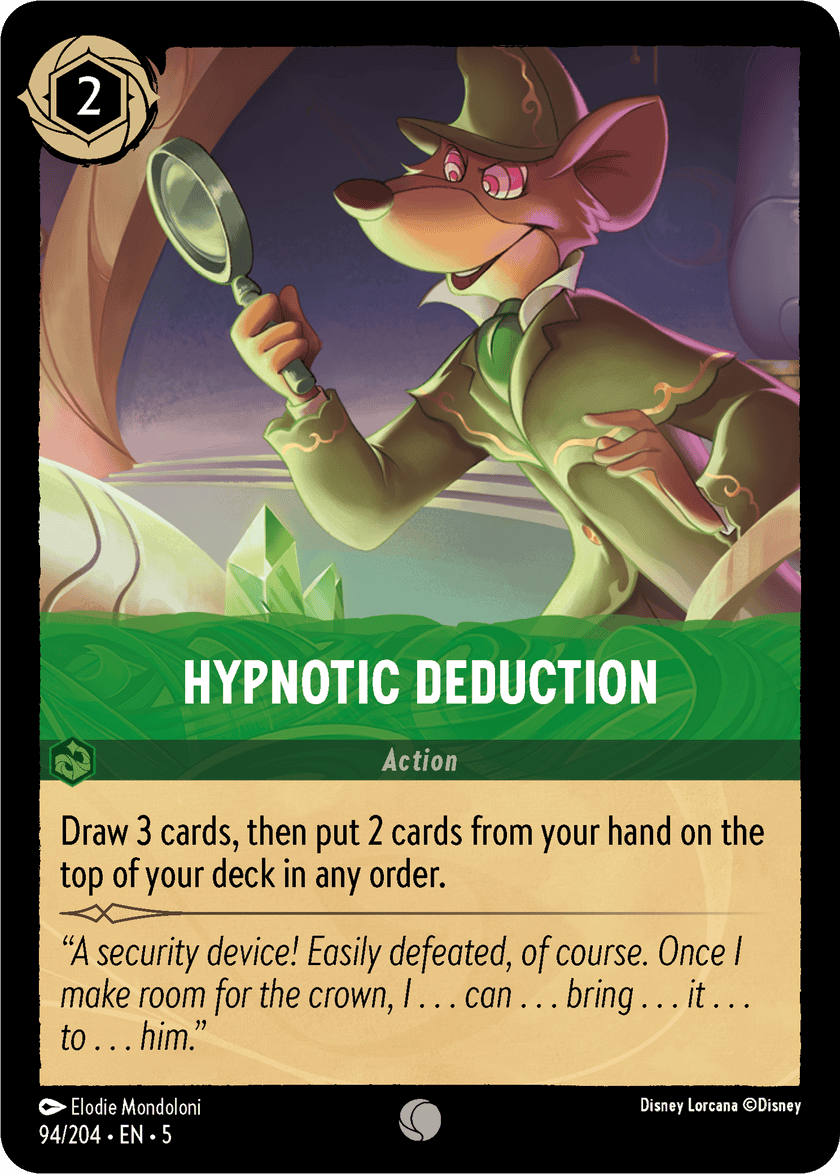 2
HYPNOTIC DEDUCTION
Action
Draw 3 cards, then put 2 cards from your hand on the
top of your deck in any order.
“A security device! Easily defeated, of course. Once I
make room for the crown, I . . . can . . . bring . . . it . . .
to . . . him.”
Elodie Mondoloni
Disney Lorcana ©Disney
94/204 • EN • 5